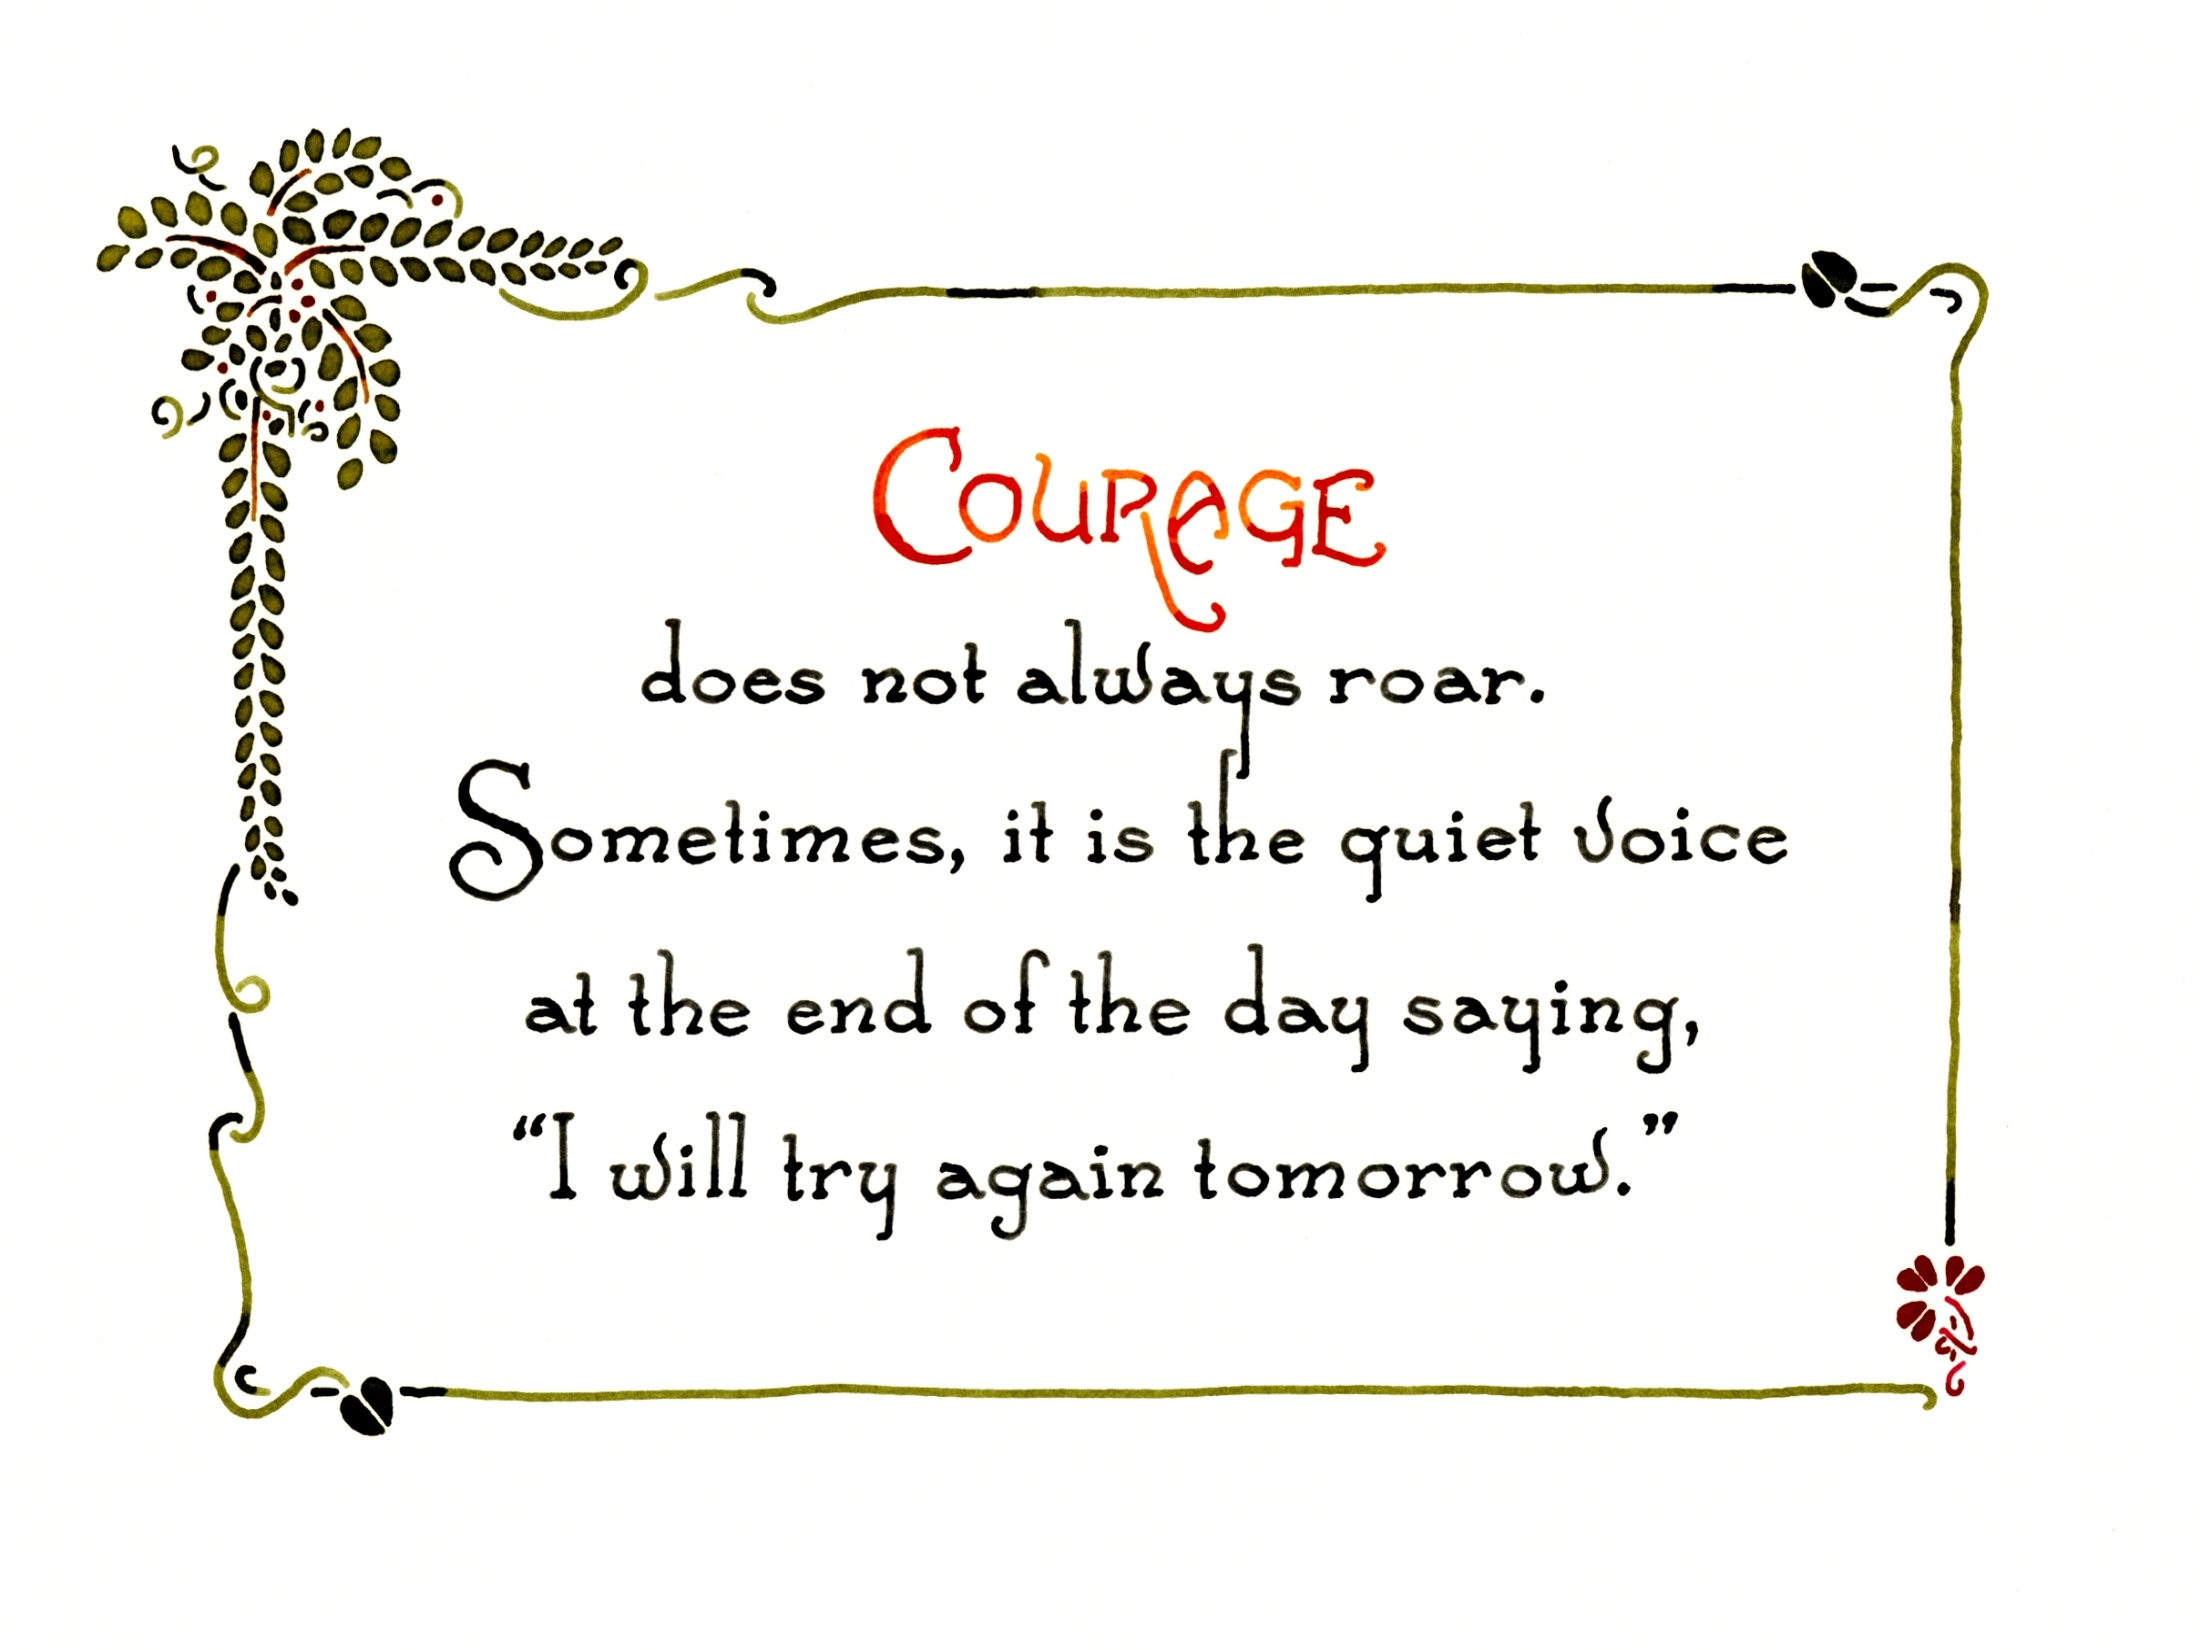 COURAGE
does not always roar.
Sometimes, it is the quiet voice
at the end of the day saying,
“I will try again tomorrow.”